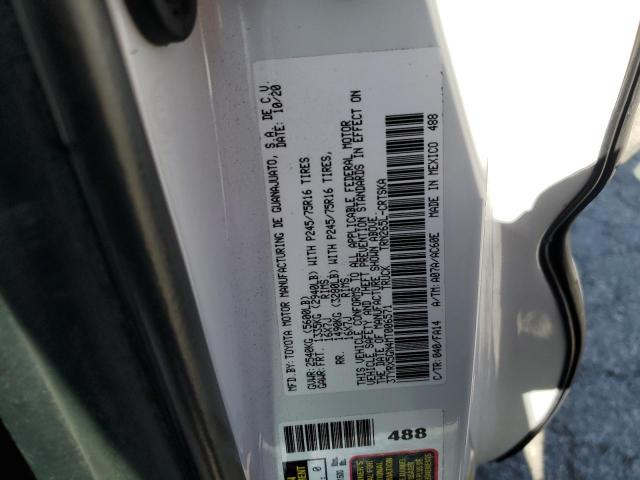 MFD.BY: TOYOTA MOTOR MANUFACTURING DE GUANAJUATO, S.A. DE C.V.
DATE: 10/20
GVWR: 2540KG (5600LB)
GAWR: FRT. 1335KG (2940LB) WITH P245/75R16 TIRES
16X7J RIMS,
RR. 1490KG (3280LB) WITH P245/75R16 TIRES,
16X7J RIMS,
THIS VEHICLE CONFORMS TO ALL APPLICABLE FEDERAL MOTOR
VEHICLE SAFETY AND THEFT PREVENTION STANDARDS IN EFFECT ON
THE DATE OF MANUFACTURE SHOWN ABOVE.
TRUCK TRN265L-CRTSKA
C/TR: 040/FA14 A/TM: A07A/AC60E MADE IN MEXICO 488
488